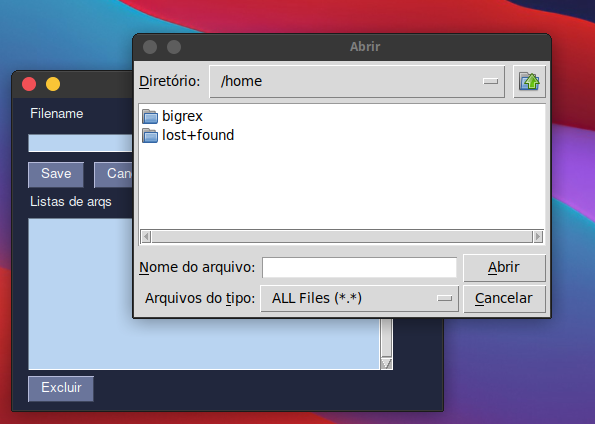 Abrir
Diretório: /home
bigrex
lost+found
Nome do arquivo: Abrir
Arquivos do tipo: ALL Files (*.*) Cancelar
Filename
Save Can
Listas de arqs
Excluir